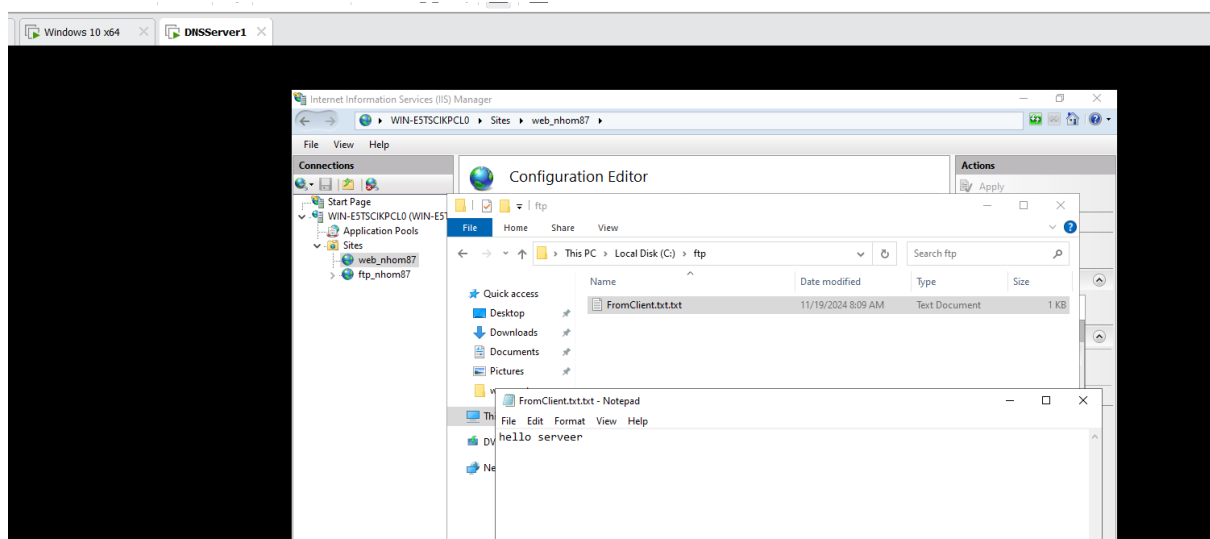 Windows 10 x64
DNSServer1
Internet Information Services (IIS) Manager
WIN-E5TSCIKPCL0
Sites
web_nhom87
File View Help
Connections
Configuration Editor
Actions
Apply
Start Page
WIN-E5TSCIKPCL0 (WIN-E5T
Application Pools
Sites
web_nhom87
ftp_nhom87
ftp
File Home Share View
This PC
Local Disk (C:)
ftp
Search ftp
Name Date modified Type Size
Quick access
FromClient.txt.txt 11/19/2024 8:09 AM Text Document 1 KB
Desktop
Downloads
Documents
Pictures
Thi
DV
Ne
FromClient.txt.txt - Notepad
File Edit Format View Help
hello serveer